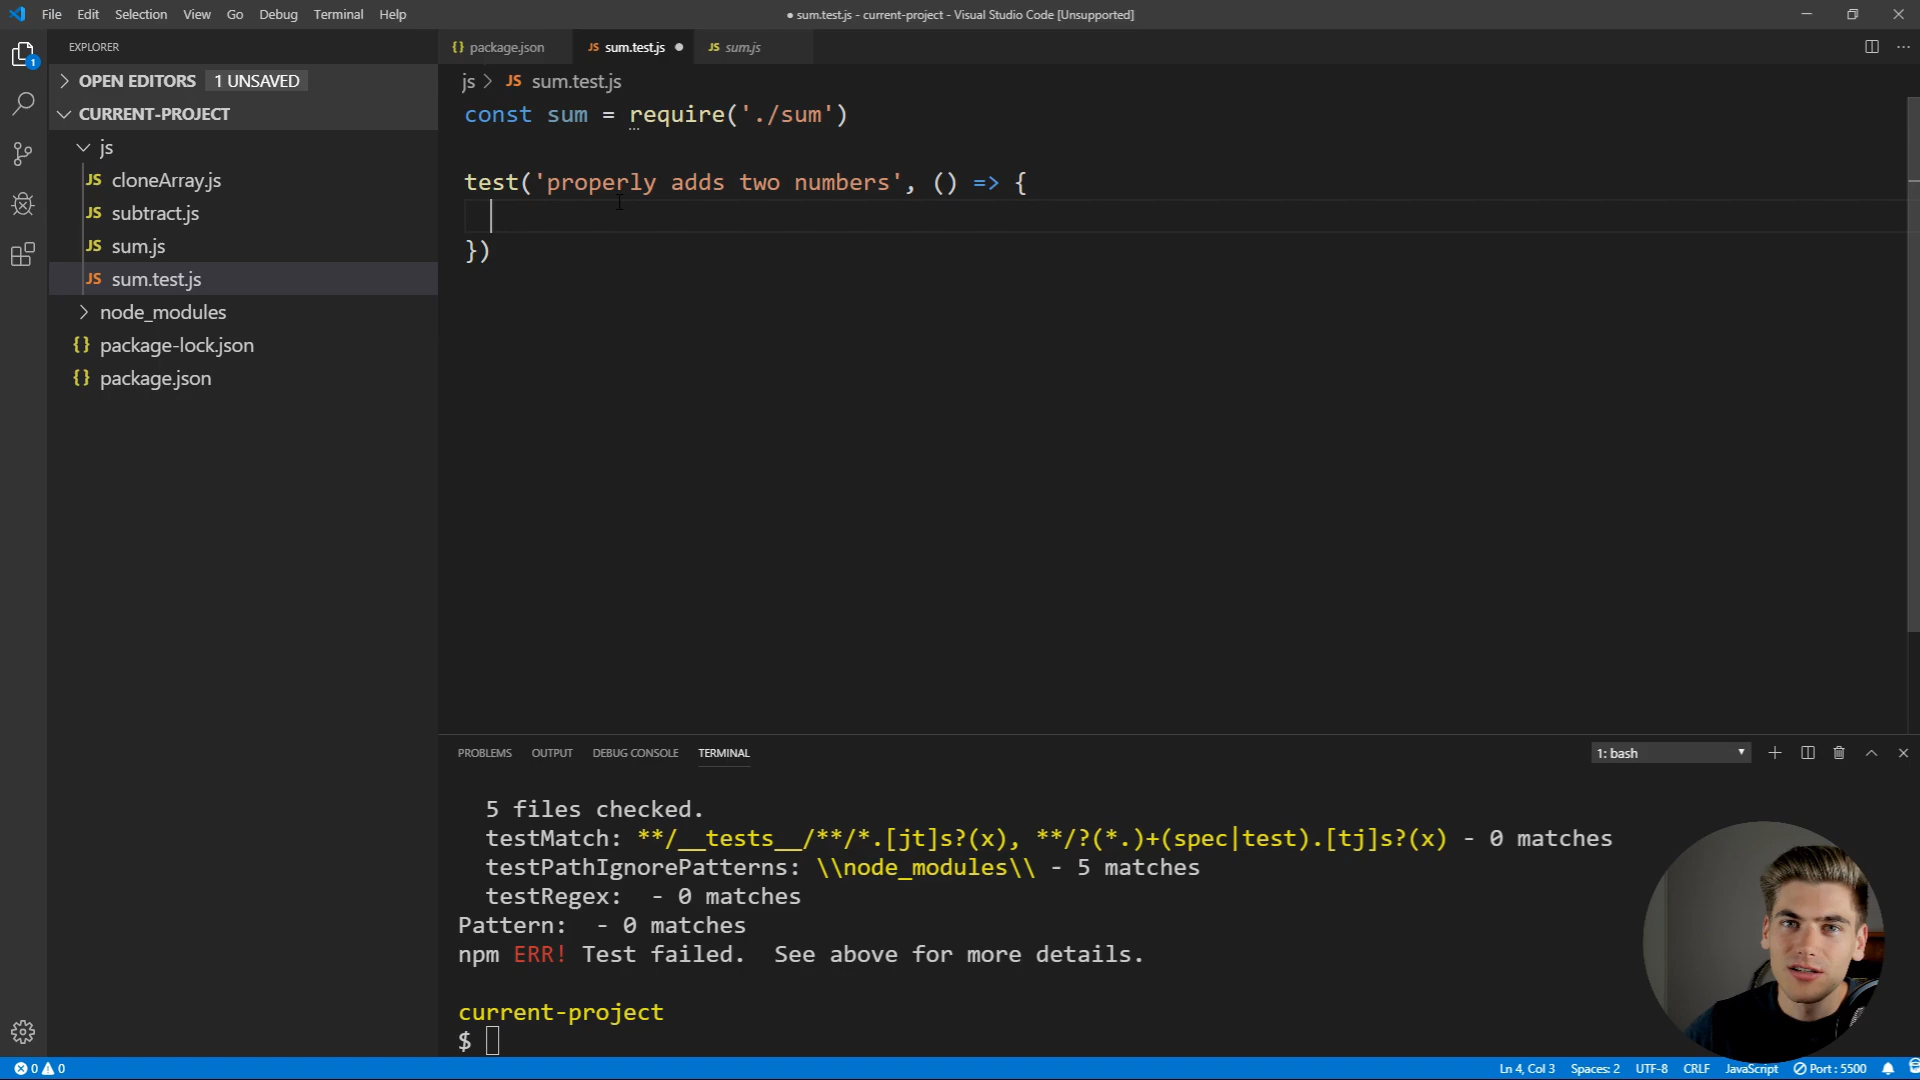 File Edit Selection View Go Debug Terminal Help
● sum.test.js - current-project - Visual Studio Code [Unsupported]
EXPLORER
OPEN EDITORS 1 UNSAVED
CURRENT-PROJECT
js
cloneArray.js
subtract.js
sum.js
sum.test.js
node_modules
package-lock.json
package.json
1
{} package.json
JS sum.test.js ●
JS sum.js
js > JS sum.test.js
const sum = require('./sum')
test('properly adds two numbers', () => {
})
PROBLEMS OUTPUT DEBUG CONSOLE TERMINAL
1: bash
5 files checked.
testMatch: **/__tests__/**/*.[jt]s?(x), **/?(*.)+(spec|test).[tj]s?(x) - 0 matches
testPathIgnorePatterns: \\node_modules\\ - 5 matches
testRegex:  - 0 matches
Pattern:  - 0 matches
npm ERR! Test failed.  See above for more details.
current-project
$
0 0
Ln 4, Col 3 Spaces: 2 UTF-8 CRLF JavaScript Port : 5500